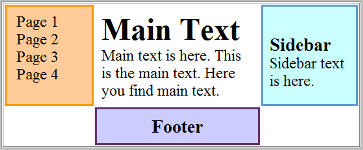 Page 1
Page 2
Page 3
Page 4
Main Text
Main text is here. This
is the main text. Here
you find main text.
Sidebar
Sidebar text
is here.
Footer